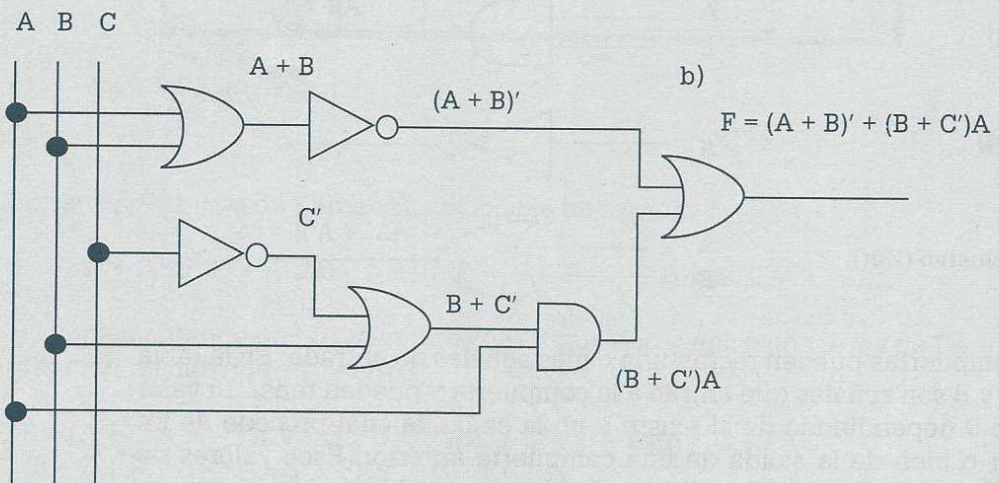 A B C
A + B
b)
(A + B)′
F = (A + B)′ + (B + C′)A
C′
B + C′
(B + C′)A